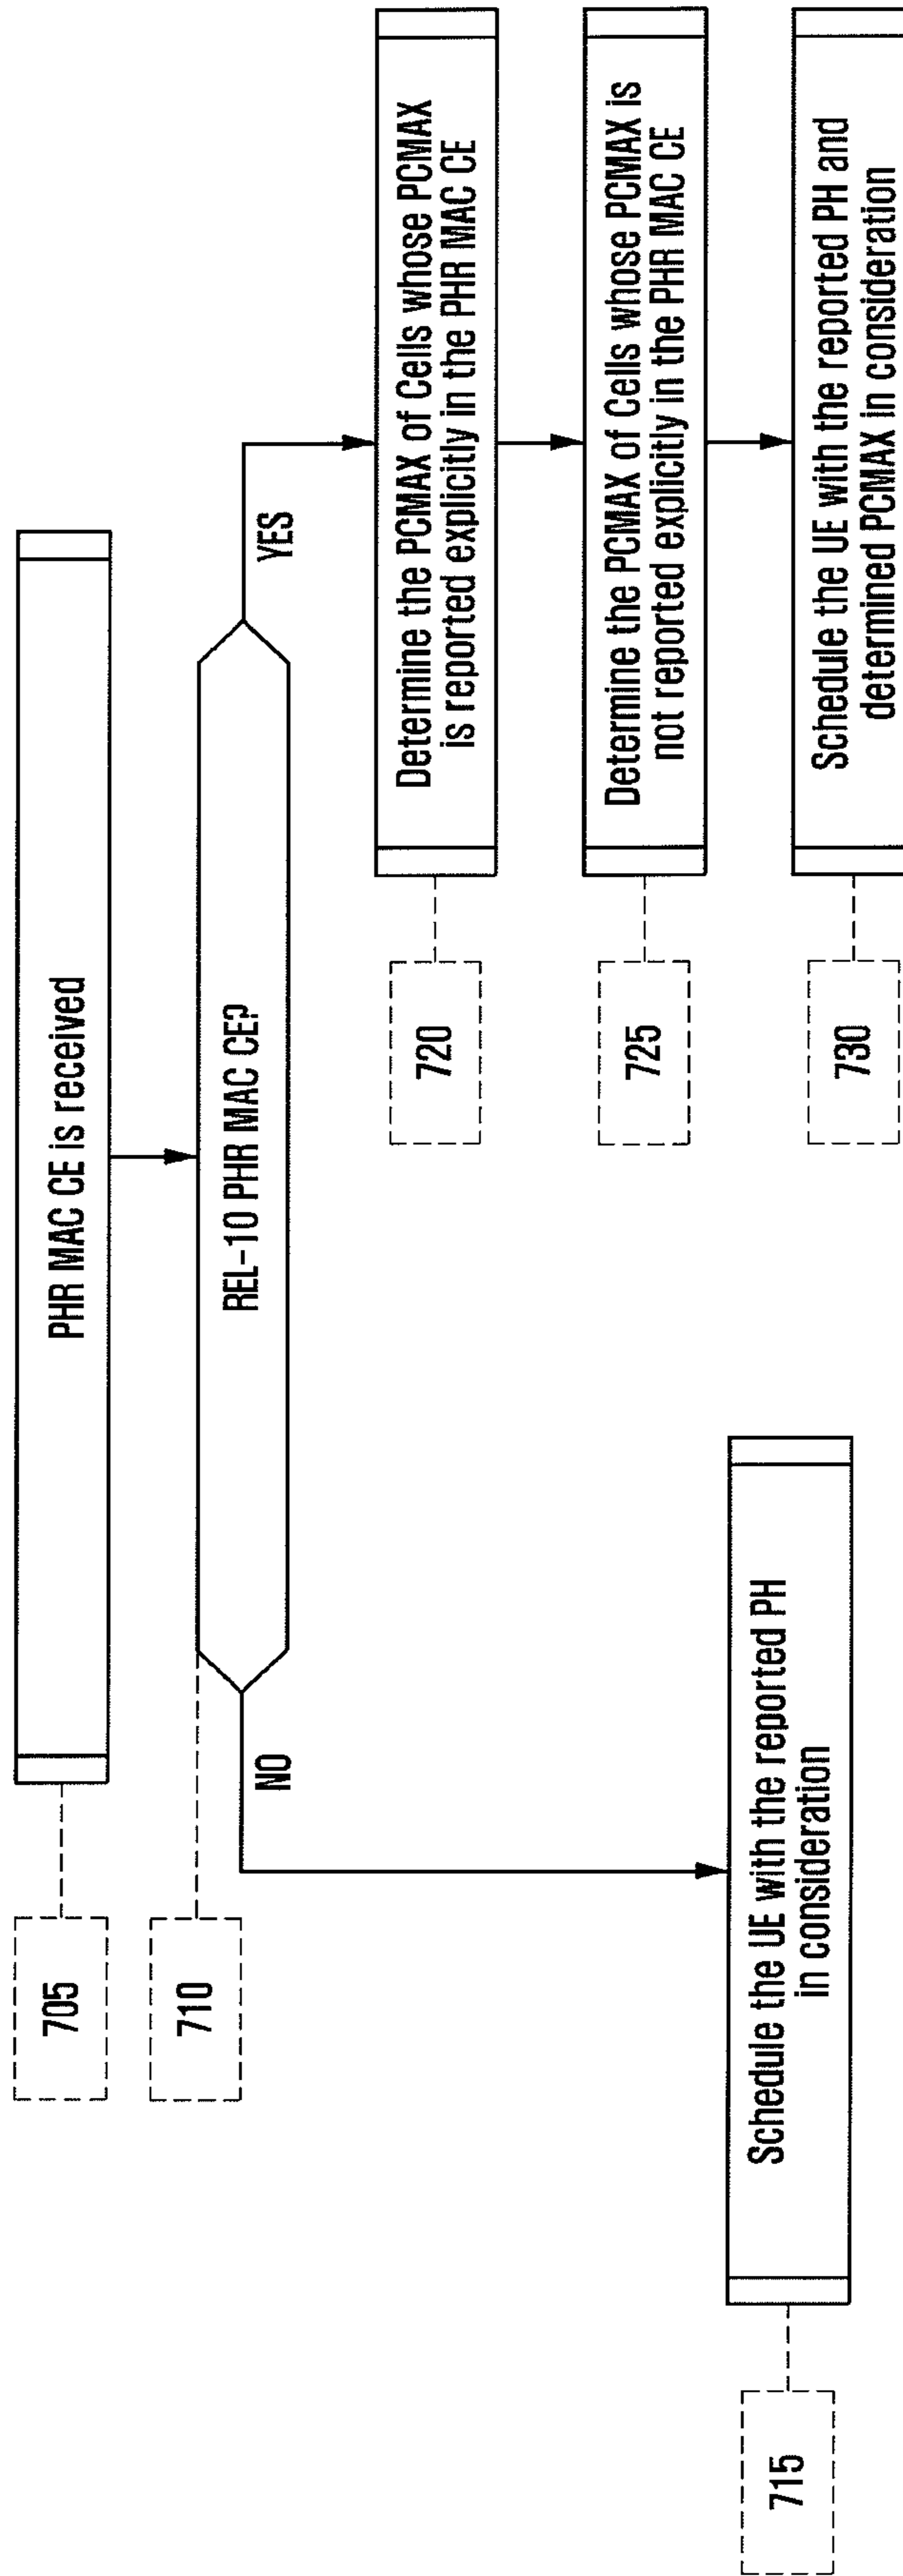 705
PHR MAC CE is received
710
REL-10 PHR MAC CE?
NO
YES
715
Schedule the UE with the reported PH
in consideration
720
Determine the PCMAX of Cells whose PCMAX
is reported explicitly in the PHR MAC CE
725
Determine the PCMAX of Cells whose PCMAX is
not reported explicitly in the PHR MAC CE
730
Schedule the UE with the reported PH and
determined PCMAX in consideration